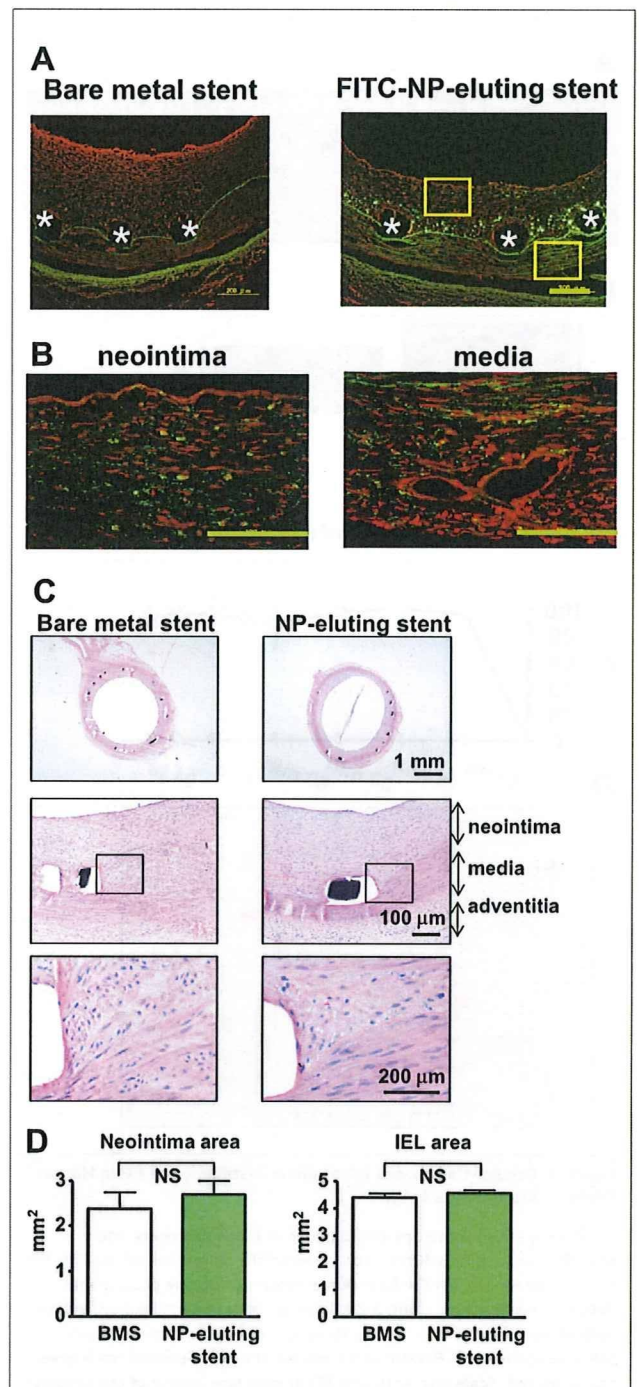 A
Bare metal stent
FITC-NP-eluting stent
* * *
* * *
200 μm
B
neointima
media
C
Bare metal stent
NP-eluting stent
1 mm
neointima
media
adventitia
100 μm
200 μm
D
Neointima area
IEL area
NS
NS
mm²
3
2
1
0
BMS
NP-eluting
stent
mm²
5
4
3
2
1
0
BMS
NP-eluting
stent